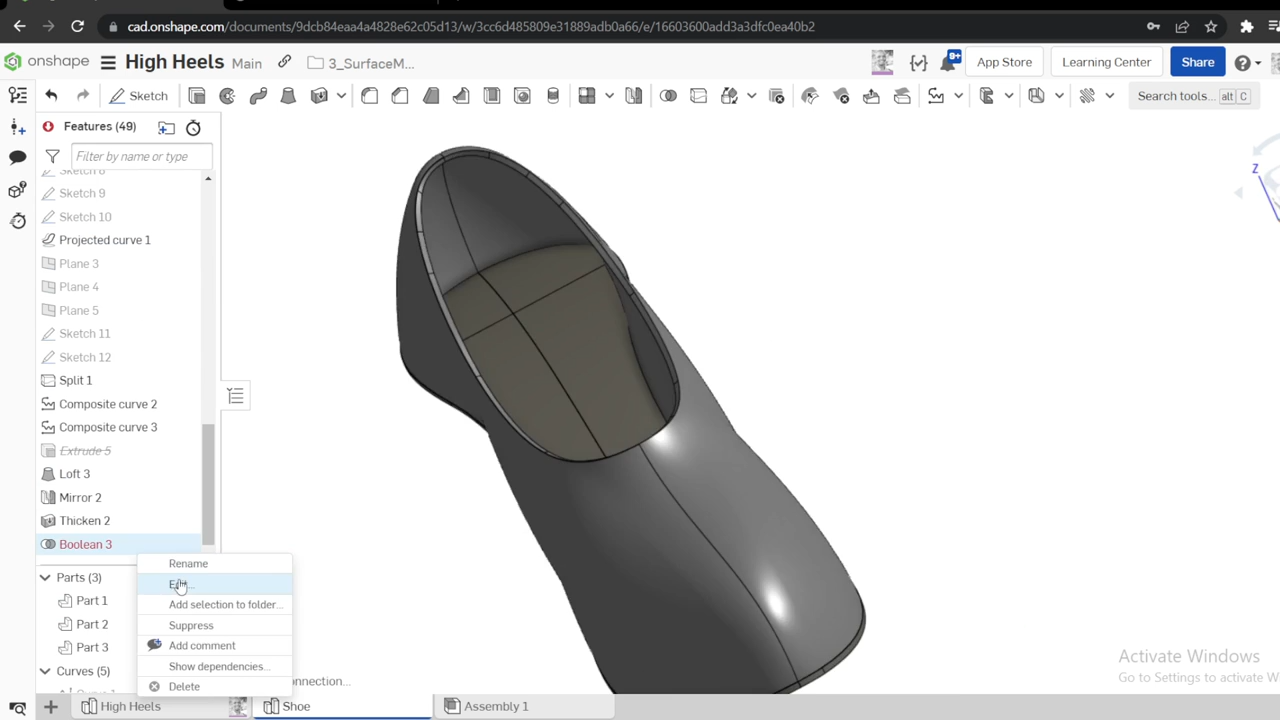 cad.onshape.com/documents/9dcb84eaa4a4828e62c05d13/w/3cc6d485809e31889adb0a66/e/16603600add3a3dfc0ea40b2
onshape
High Heels
Main
3_SurfaceM...
App Store
Learning Center
Share
Sketch
Search tools... alt C
Features (49)
Filter by name or type
Sketch 8
Sketch 9
Sketch 10
Projected curve 1
Plane 3
Plane 4
Plane 5
Sketch 11
Sketch 12
Split 1
Composite curve 2
Composite curve 3
Extrude 5
Loft 3
Mirror 2
Thicken 2
Boolean 3
Rename
Add selection to folder...
Suppress
Add comment
Show dependencies...
Delete
Parts (3)
Part 1
Part 2
Part 3
Curves (5)
Curve 1
nnection...
Z
Activate Windows
Go to Settings to activate W
High Heels
Shoe
Assembly 1